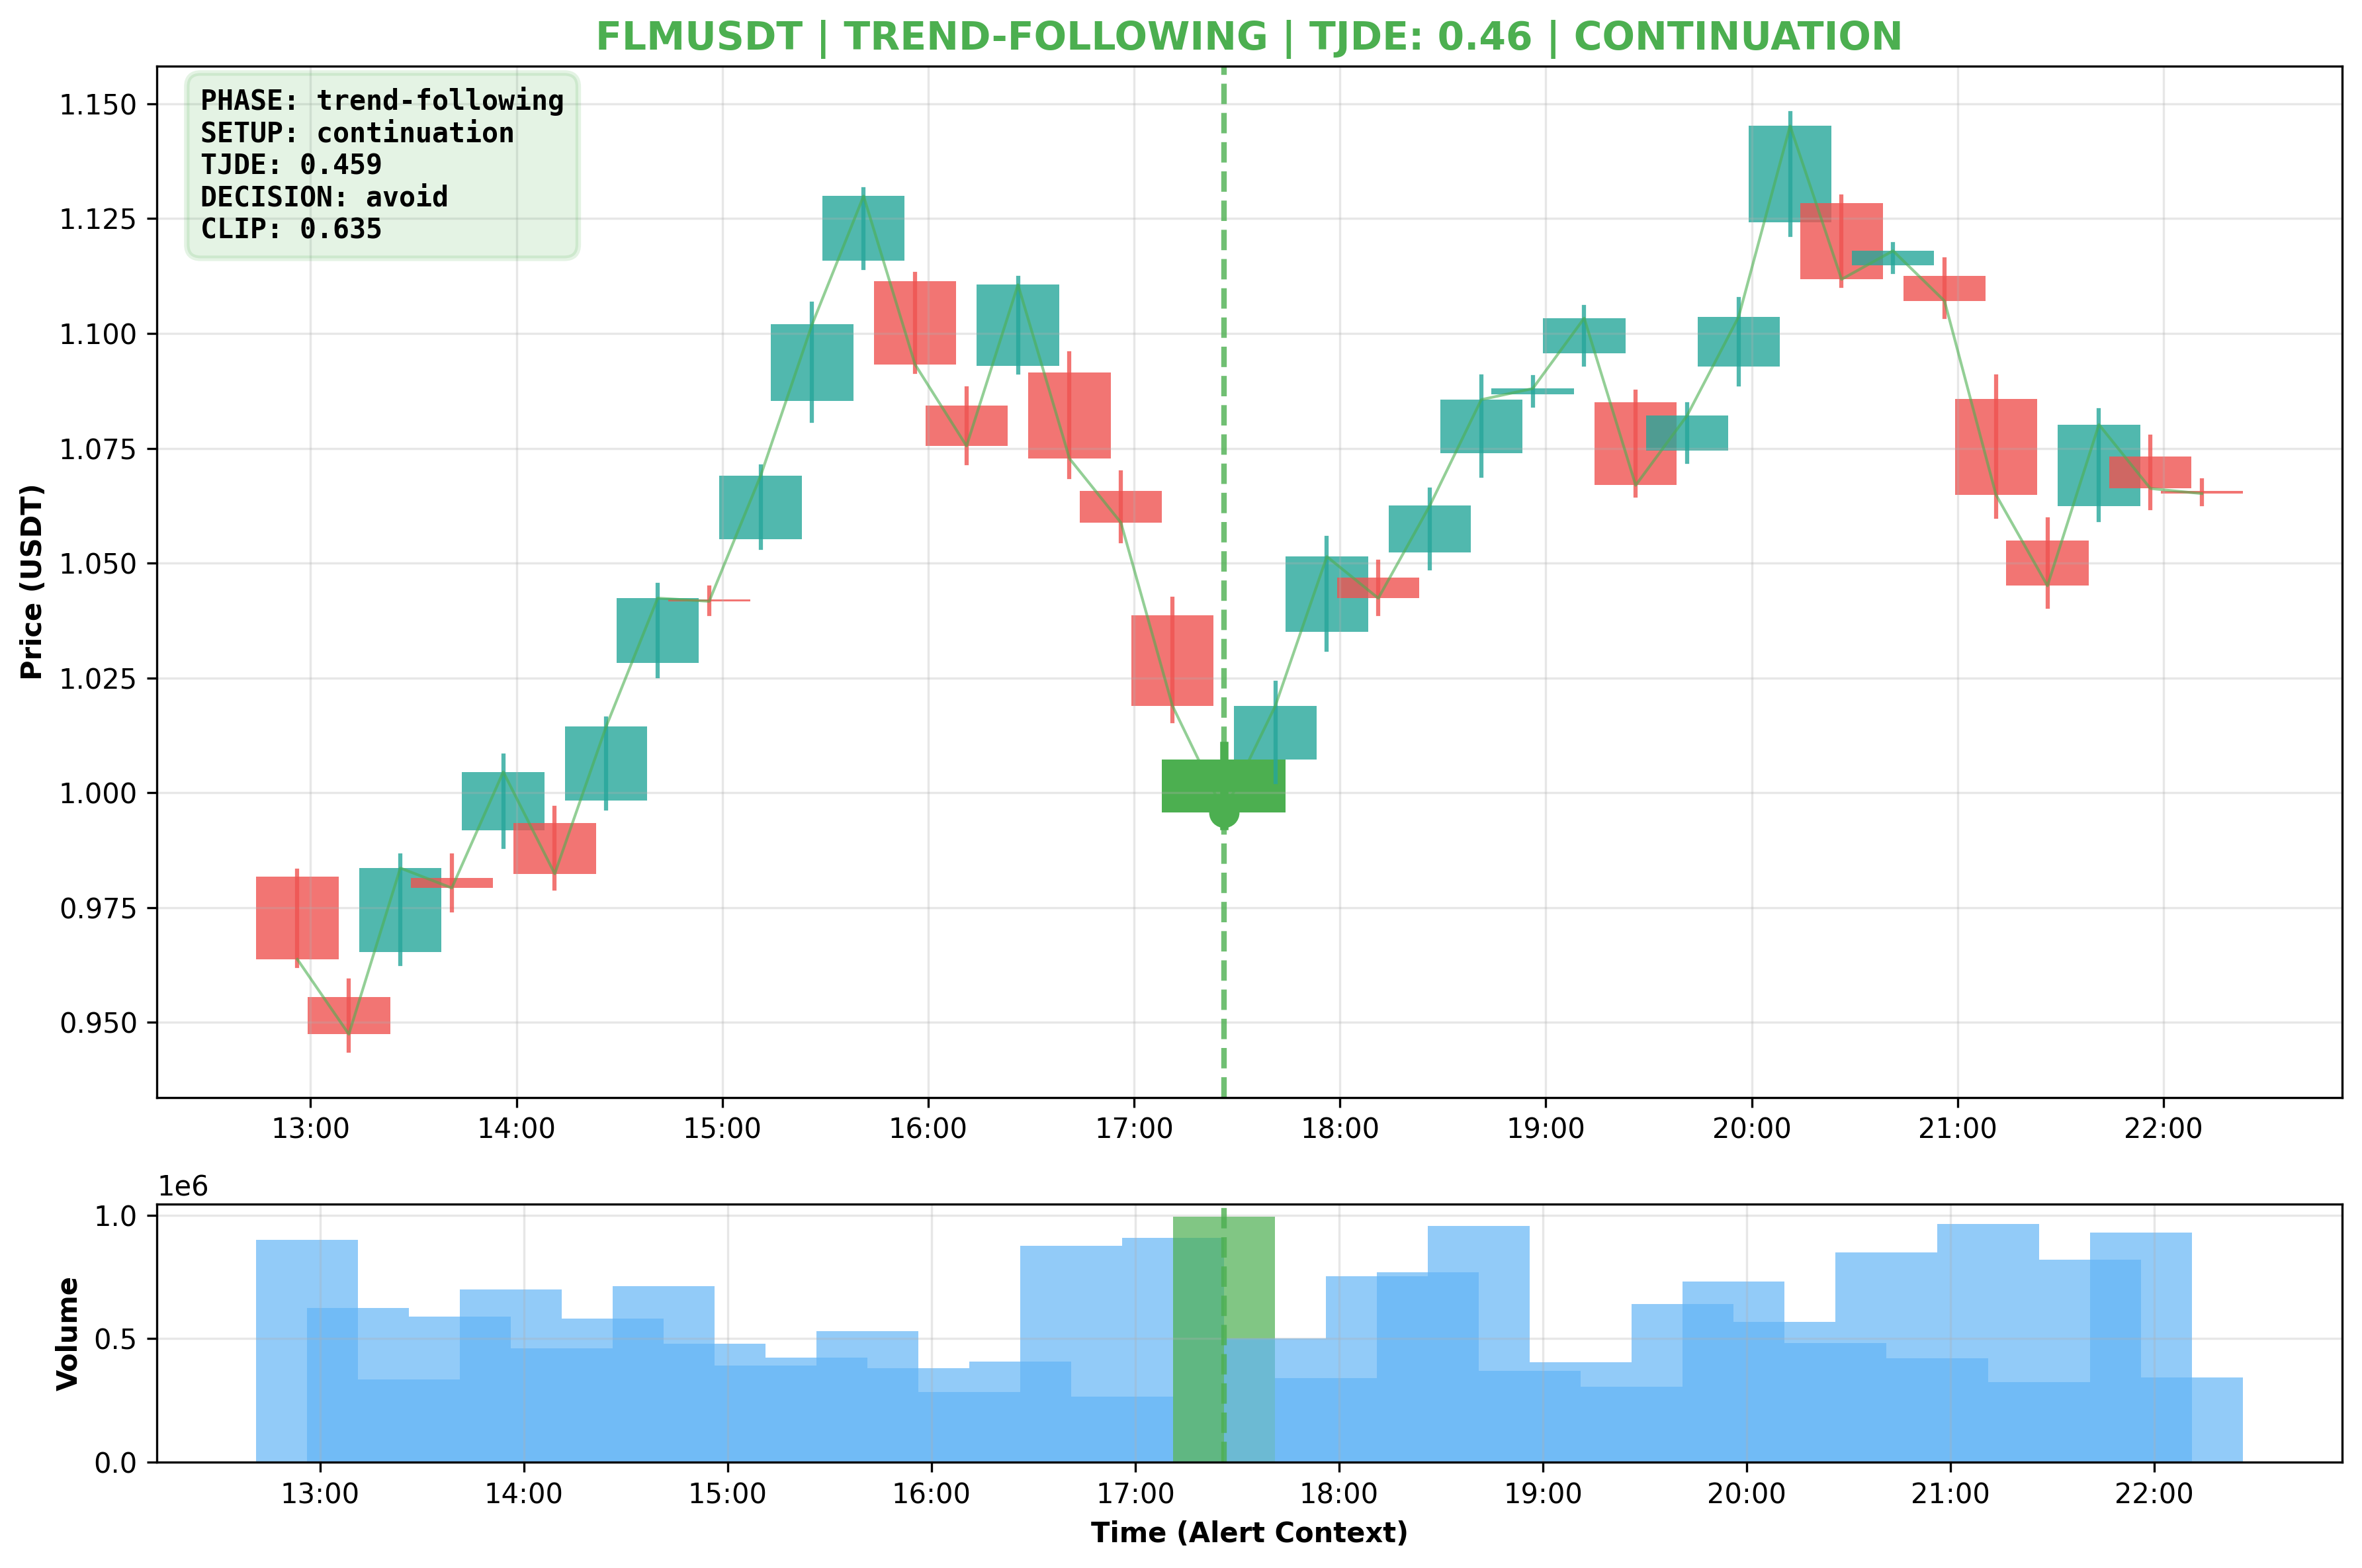 FLMUSDT | TREND-FOLLOWING | TJDE: 0.46 | CONTINUATION
PHASE: trend-following
SETUP: continuation
TJDE: 0.459
DECISION: avoid
CLIP: 0.635
Price (USDT)
1.150
1.125
1.100
1.075
1.050
1.025
1.000
0.975
0.950
13:00 14:00 15:00 16:00 17:00 18:00 19:00 20:00 21:00 22:00
1e6
Volume
1.0
0.5
0.0
13:00 14:00 15:00 16:00 17:00 18:00 19:00 20:00 21:00 22:00
Time (Alert Context)